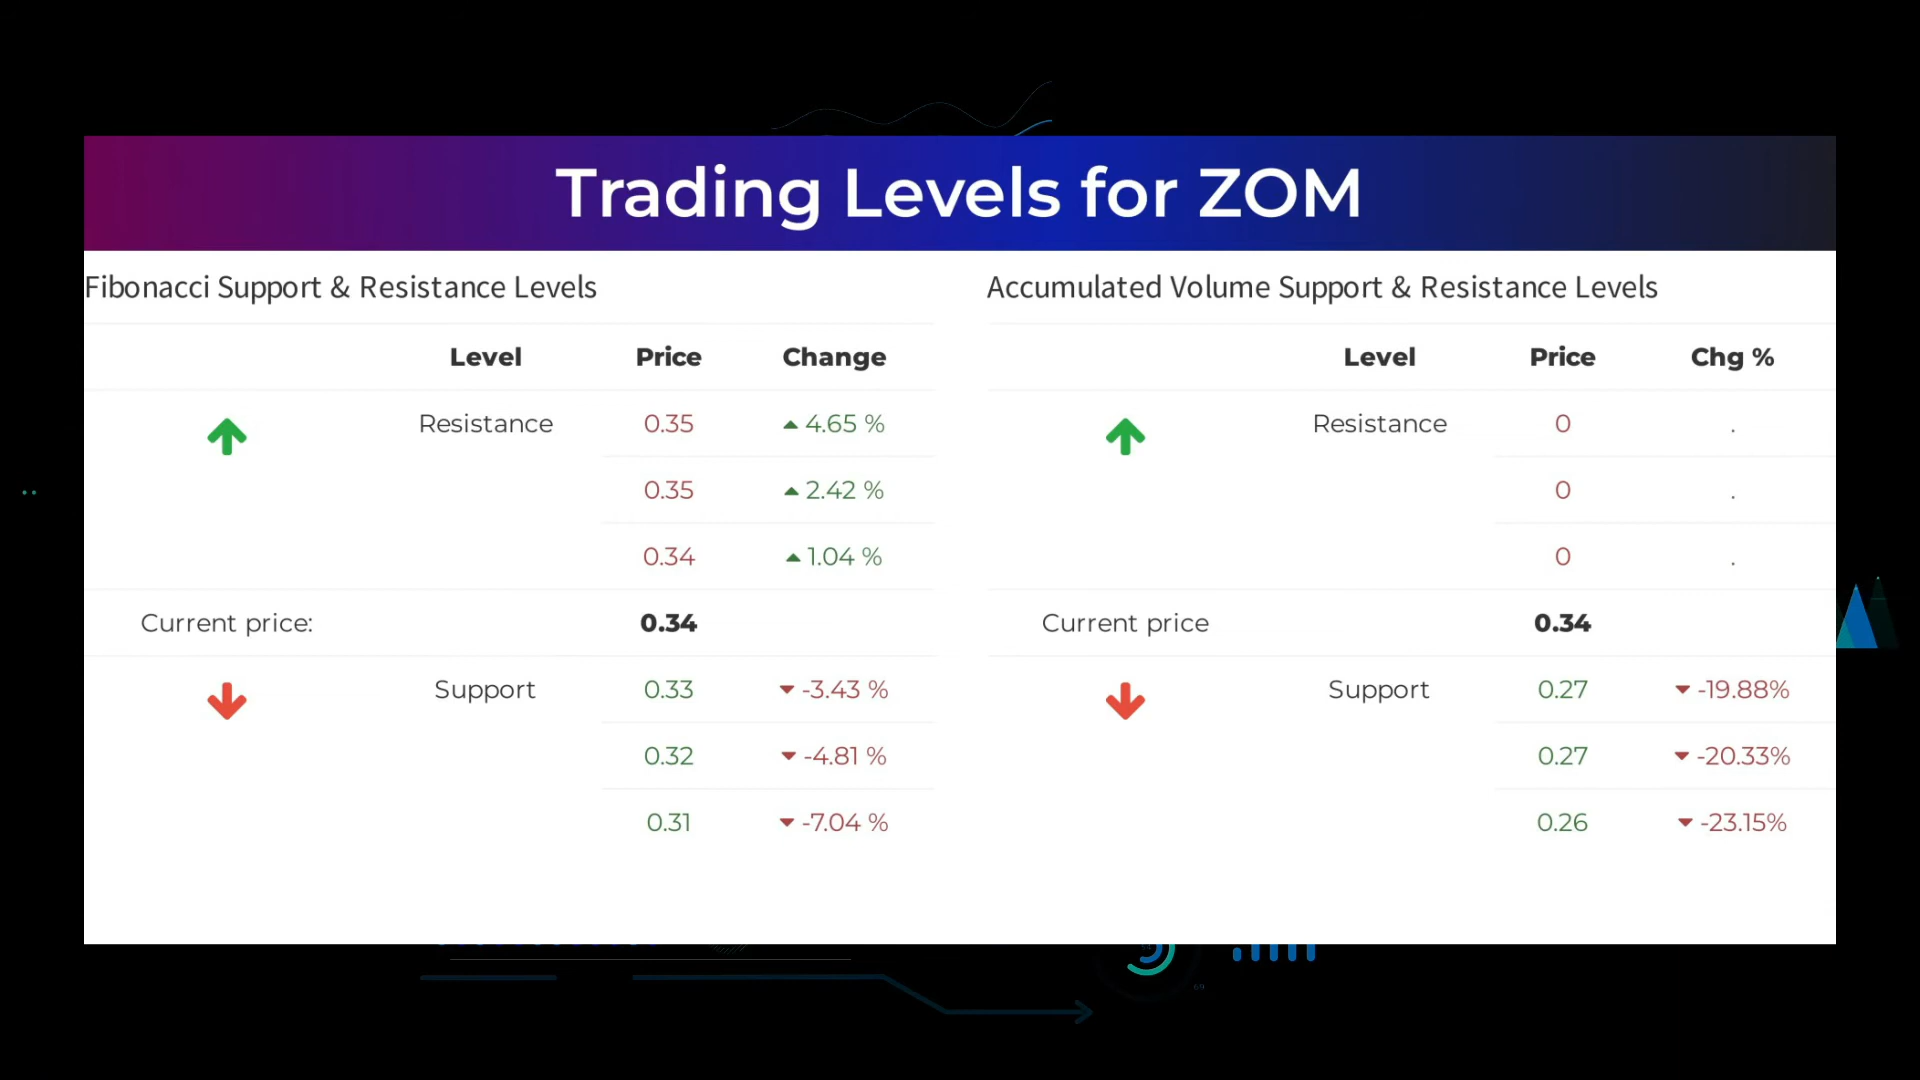 Trading Levels for ZOM
Fibonacci Support & Resistance Levels
Level Price Change
Resistance 0.35 4.65 %
0.35 2.42 %
0.34 1.04 %
Current price: 0.34
Support 0.33 -3.43 %
0.32 -4.81 %
0.31 -7.04 %
Accumulated Volume Support & Resistance Levels
Level Price Chg %
Resistance 0 .
0 .
0 .
Current price 0.34
Support 0.27 -19.88%
0.27 -20.33%
0.26 -23.15%